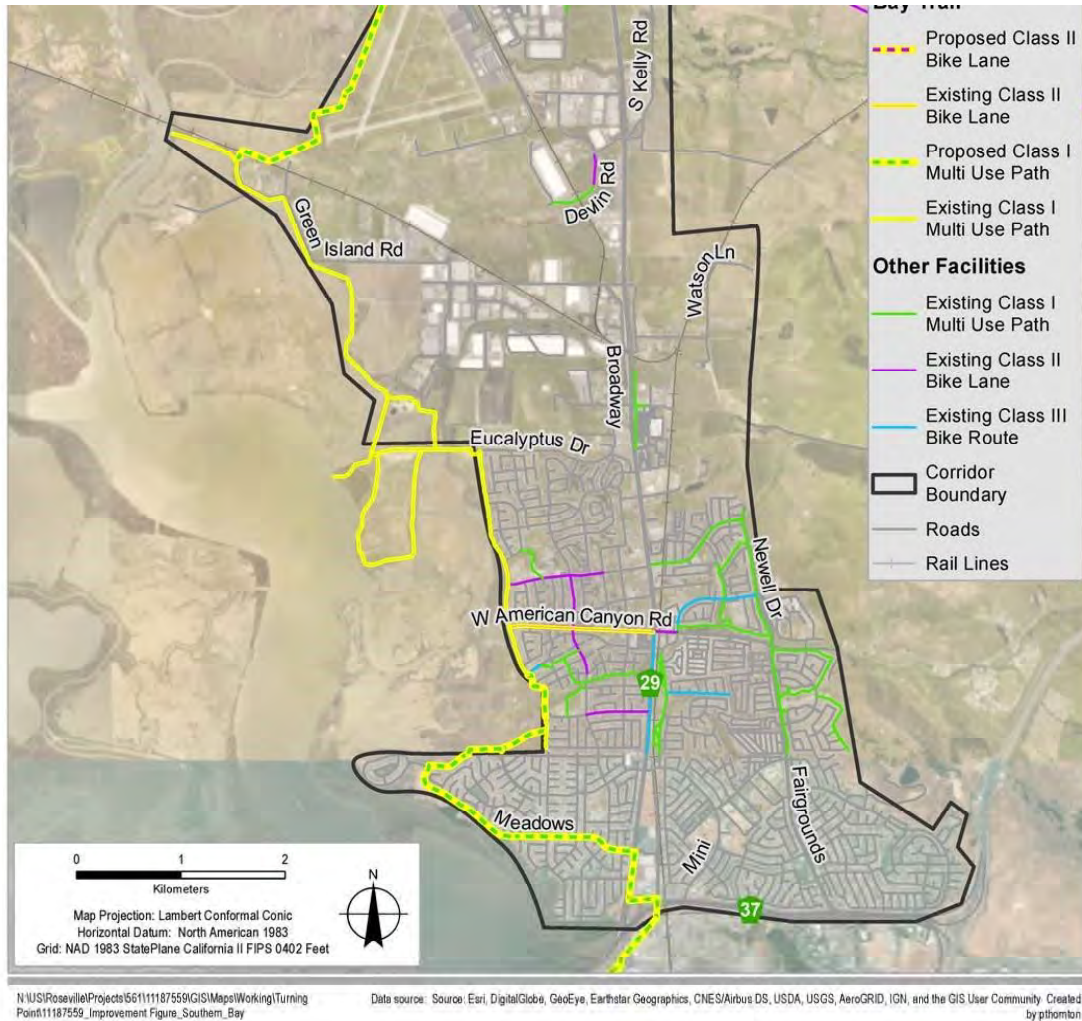 Bay Trail
Proposed Class II
Bike Lane
Existing Class II
Bike Lane
Proposed Class I
Multi Use Path
Existing Class I
Multi Use Path
Other Facilities
Existing Class I
Multi Use Path
Existing Class II
Bike Lane
Existing Class III
Bike Route
Corridor
Boundary
Roads
Rail Lines
S Kelly Rd
Devlin Rd
Green
Island Rd
Watson Ln
Broadway
Eucalyptus Dr
Newell Dr
W American Canyon Rd
29
Meadows
Mini
Fairgrounds
37
0 1 2
Kilometers
N
Map Projection: Lambert Conformal Conic
Horizontal Datum: North American 1983
Grid: NAD 1983 StatePlane California II FIPS 0402 Feet
N:\US\Roseville\Projects\561\11187559\GIS\Maps\Working\Turning
Point\11187559_Improvement Figure_Southern_Bay
Data source: Source: Esri, DigitalGlobe, GeoEye, Earthstar Geographics, CNES/Airbus DS, USDA, USGS, AeroGRID, IGN, and the GIS User Community Created
by:pthornton